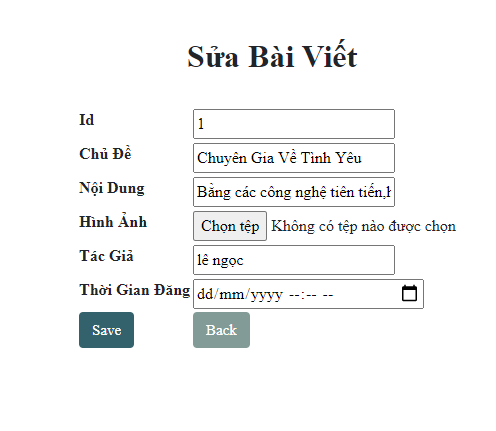 Sửa Bài Viết
Id 1
Chủ Đề Chuyên Gia Về Tình Yêu
Nội Dung Bằng các công nghệ tiên tiến,h
Hình Ảnh Chọn tệp Không có tệp nào được chọn
Tác Giả lê ngọc
Thời Gian Đăng dd/mm/yyyy --:-- --
Save Back